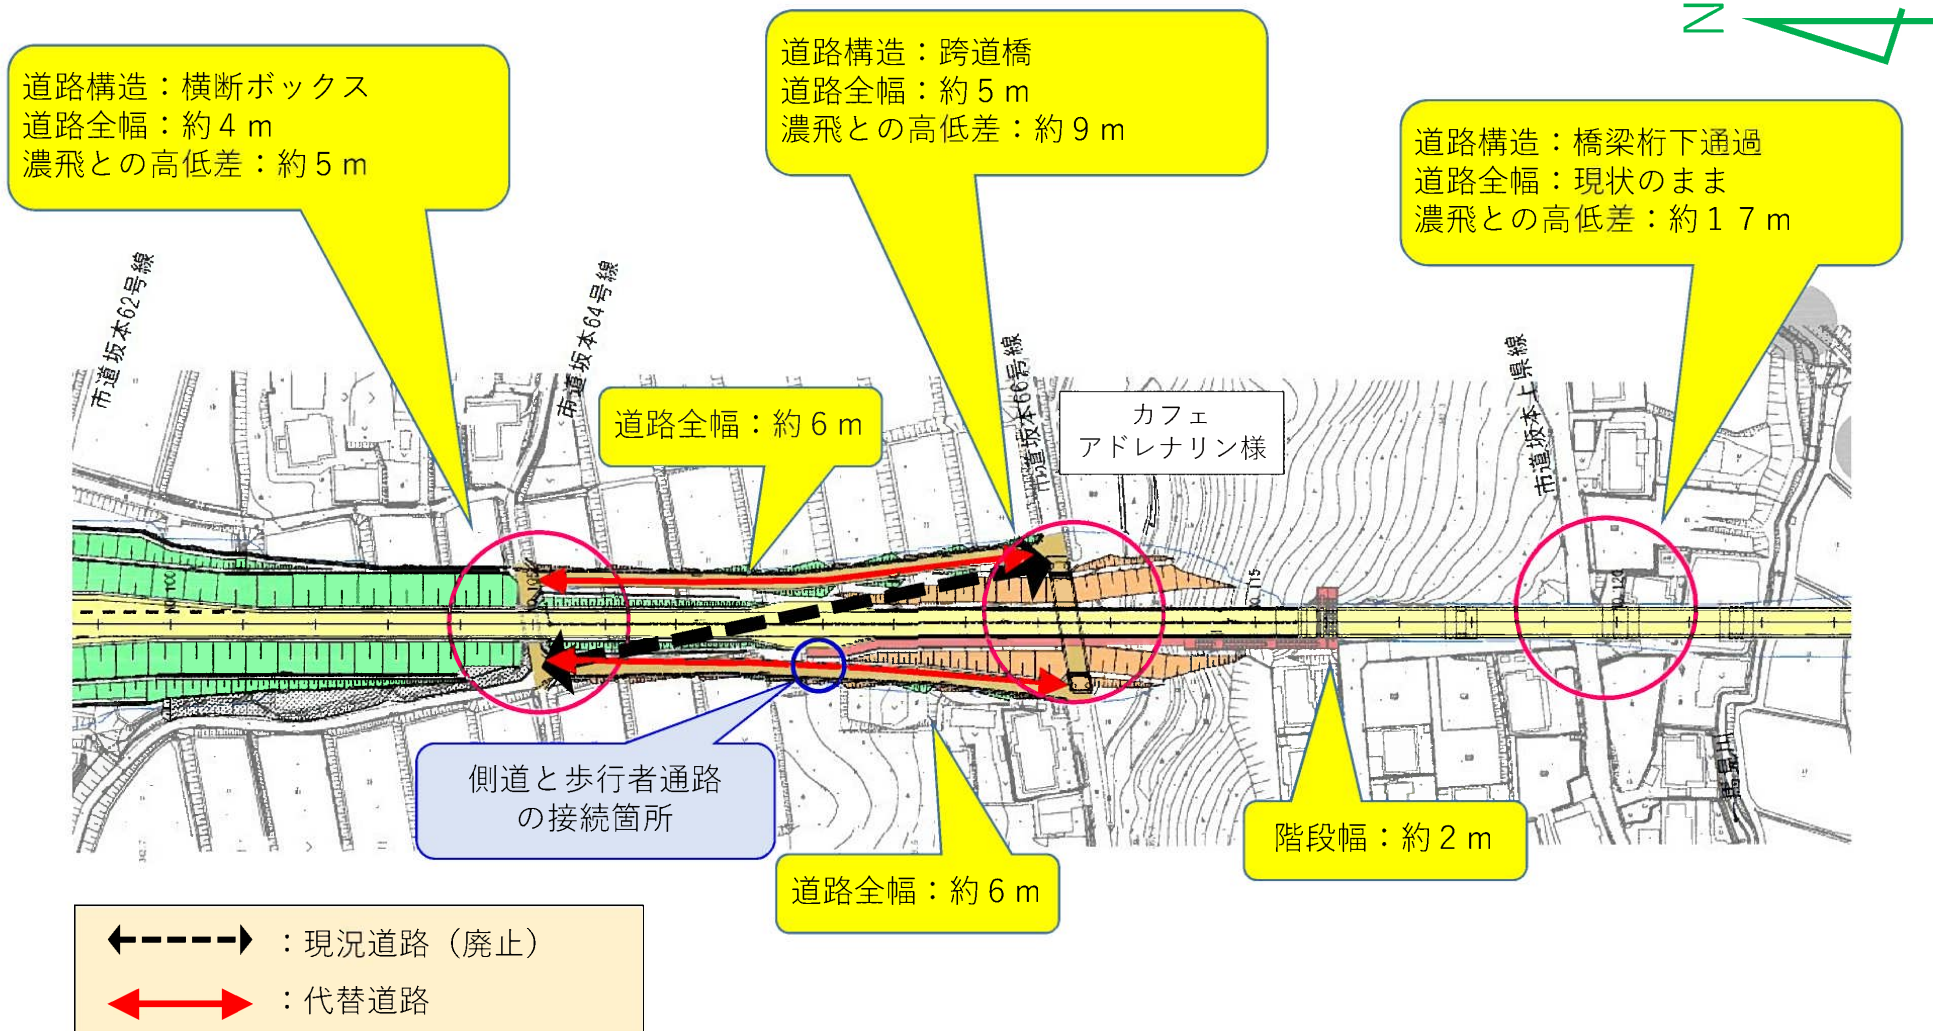 N
道路構造：跨道橋
道路全幅：約５ｍ
濃飛との高低差：約９ｍ
道路構造：横断ボックス
道路全幅：約４ｍ
濃飛との高低差：約５ｍ
道路構造：橋梁桁下通過
道路全幅：現状のまま
濃飛との高低差：約１７ｍ
市道坂本62号線
市道坂本64号線
市道坂本66号線
市道坂本上県線
道路全幅：約６ｍ
カフェ
アドレナリン様
側道と歩行者通路
の接続箇所
道路全幅：約６ｍ
階段幅：約２ｍ
：現況道路（廃止）
：代替道路